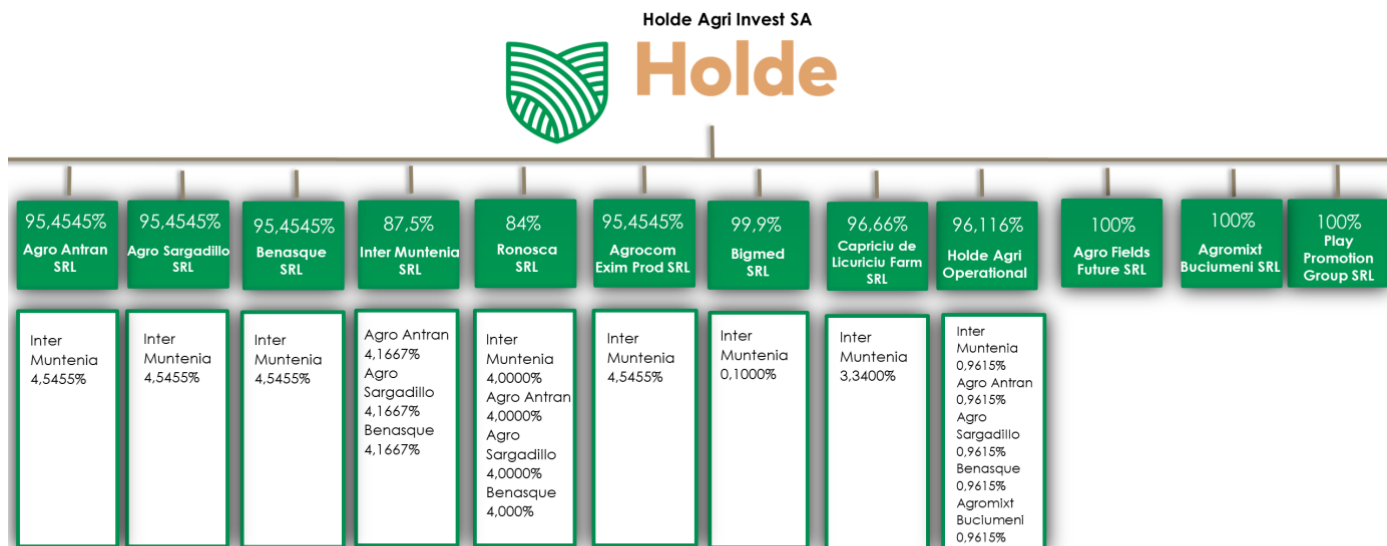 Holde Agri Invest SA
Holde
95,4545%
Agro Antran
SRL
95,4545%
Agro Sargadillo
SRL
95,4545%
Benasque
SRL
87,5%
Inter Muntenia
SRL
84%
Ronosca
SRL
95,4545%
Agrocom
Exim Prod SRL
99,9%
Bigmed
SRL
96,66%
Capriciu de
Licuriciu Farm
SRL
96,116%
Holde Agri
Operational
100%
Agro Fields
Future SRL
100%
Agromixt
Buciumeni SRL
100%
Play
Promotion
Group SRL
Inter
Muntenia
4,5455%
Inter
Muntenia
4,5455%
Inter
Muntenia
4,5455%
Agro Antran
4,1667%
Agro
Sargadillo
4,1667%
Benasque
4,1667%
Inter
Muntenia
4,0000%
Agro Antran
4,0000%
Agro
Sargadillo
4,0000%
Benasque
4,000%
Inter
Muntenia
4,5455%
Inter
Muntenia
0,1000%
Inter
Muntenia
3,3400%
Inter
Muntenia
0,9615%
Agro Antran
0,9615%
Agro
Sargadillo
0,9615%
Benasque
0,9615%
Agromixt
Buciumeni
0,9615%